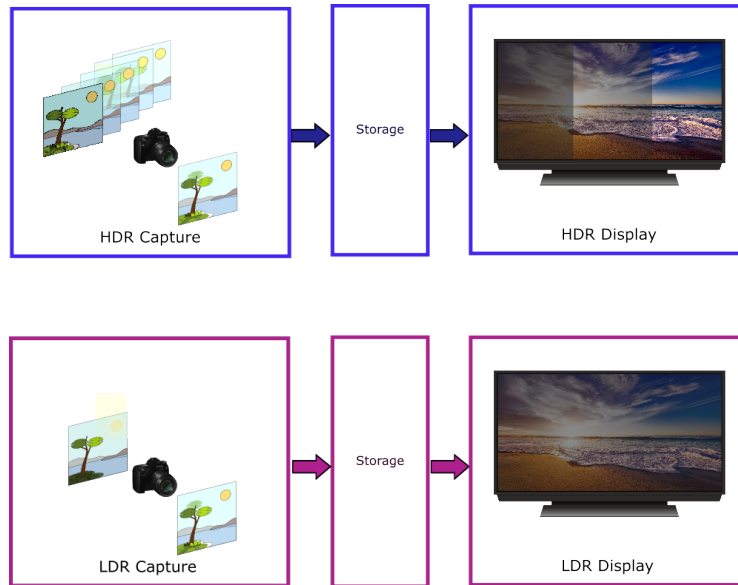 Storage
HDR Capture
HDR Display
Storage
LDR Capture
LDR Display